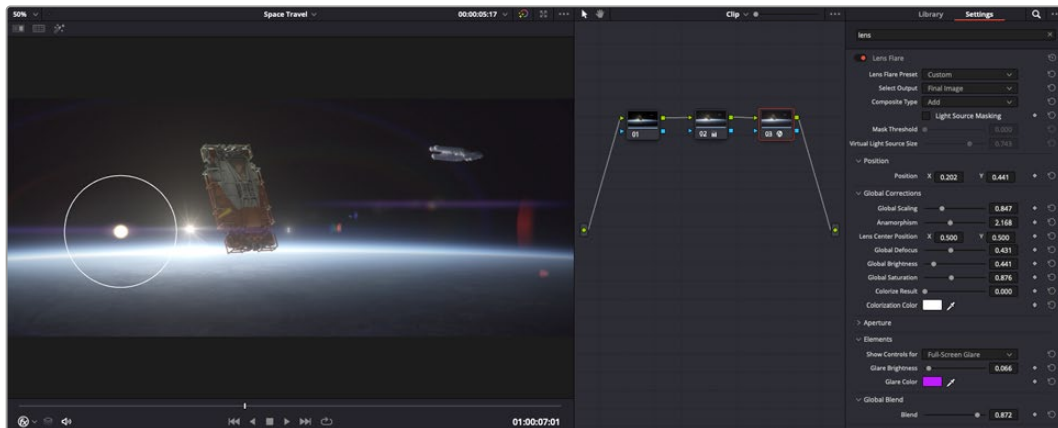 50%
Space Travel
00:00:05:17
Clip
Library
Settings
lens
Lens Flare
Lens Flare Preset
Custom
Select Output
Final Image
Composite Type
Add
Light Source Masking
Mask Threshold
0.000
Virtual Light Source Size
0.743
Position
Position X 0.202 Y 0.441
Global Corrections
Global Scaling 0.847
Anamorphism 2.168
Lens Center Position X 0.500 Y 0.500
Global Defocus 0.431
Global Brightness 0.441
Global Saturation 0.876
Colorize Result 0.000
Colorization Color
Aperture
Elements
Show Controls for Full-Screen Glare
Glare Brightness 0.066
Glare Color
Global Blend
Blend 0.872
01
02
03
01:00:07:01